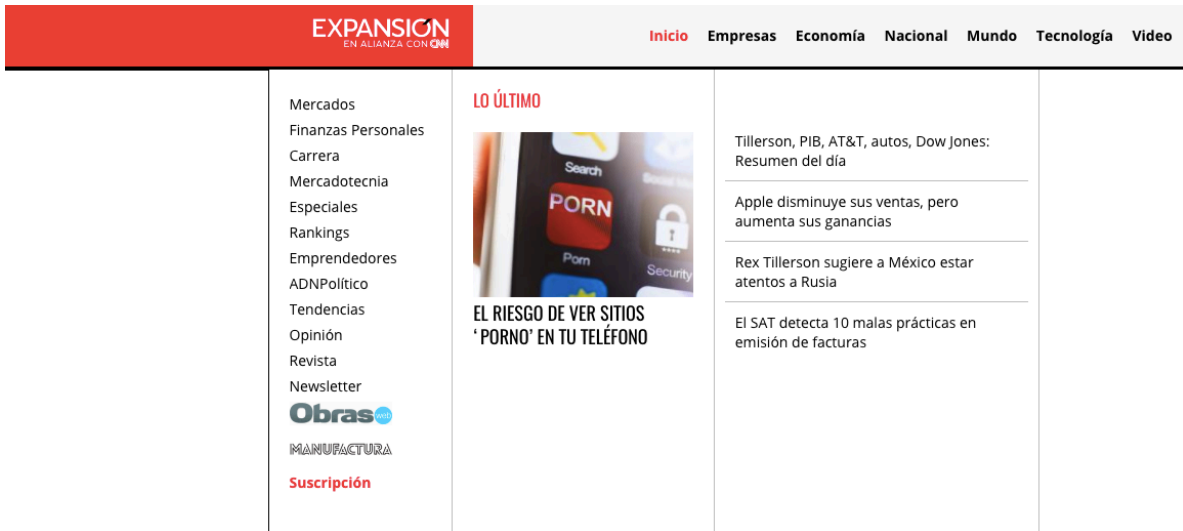 EXPANSIÓN
EN ALIANZA CON CNN
Inicio Empresas Economía Nacional Mundo Tecnología Video
Mercados
Finanzas Personales
Carrera
Mercadotecnia
Especiales
Rankings
Emprendedores
ADNPolítico
Tendencias
Opinión
Revista
Newsletter
Obras web
MANUFACTURA
Suscripción
LO ÚLTIMO
Search
Social
PORN
Porn
Security
EL RIESGO DE VER SITIOS
‘ PORNO’ EN TU TELÉFONO
Tillerson, PIB, AT&T, autos, Dow Jones:
Resumen del día
Apple disminuye sus ventas, pero
aumenta sus ganancias
Rex Tillerson sugiere a México estar
atentos a Rusia
El SAT detecta 10 malas prácticas en
emisión de facturas